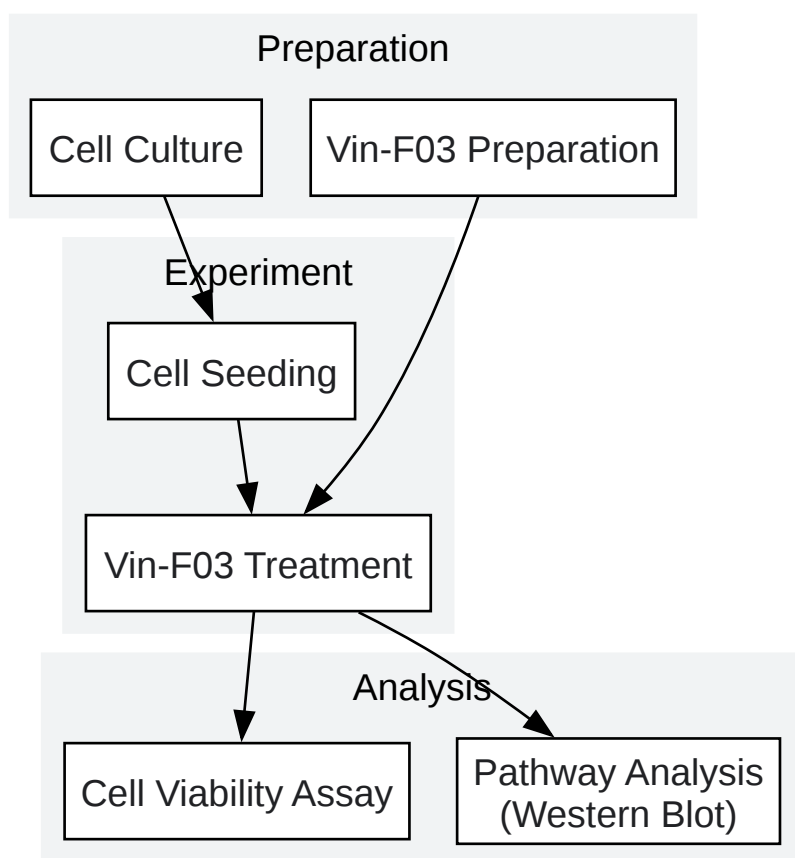 Preparation
Cell Culture
Vin-F03 Preparation
Experiment
Cell Seeding
Vin-F03 Treatment
Analysis
Cell Viability Assay
Pathway Analysis
(Western Blot)